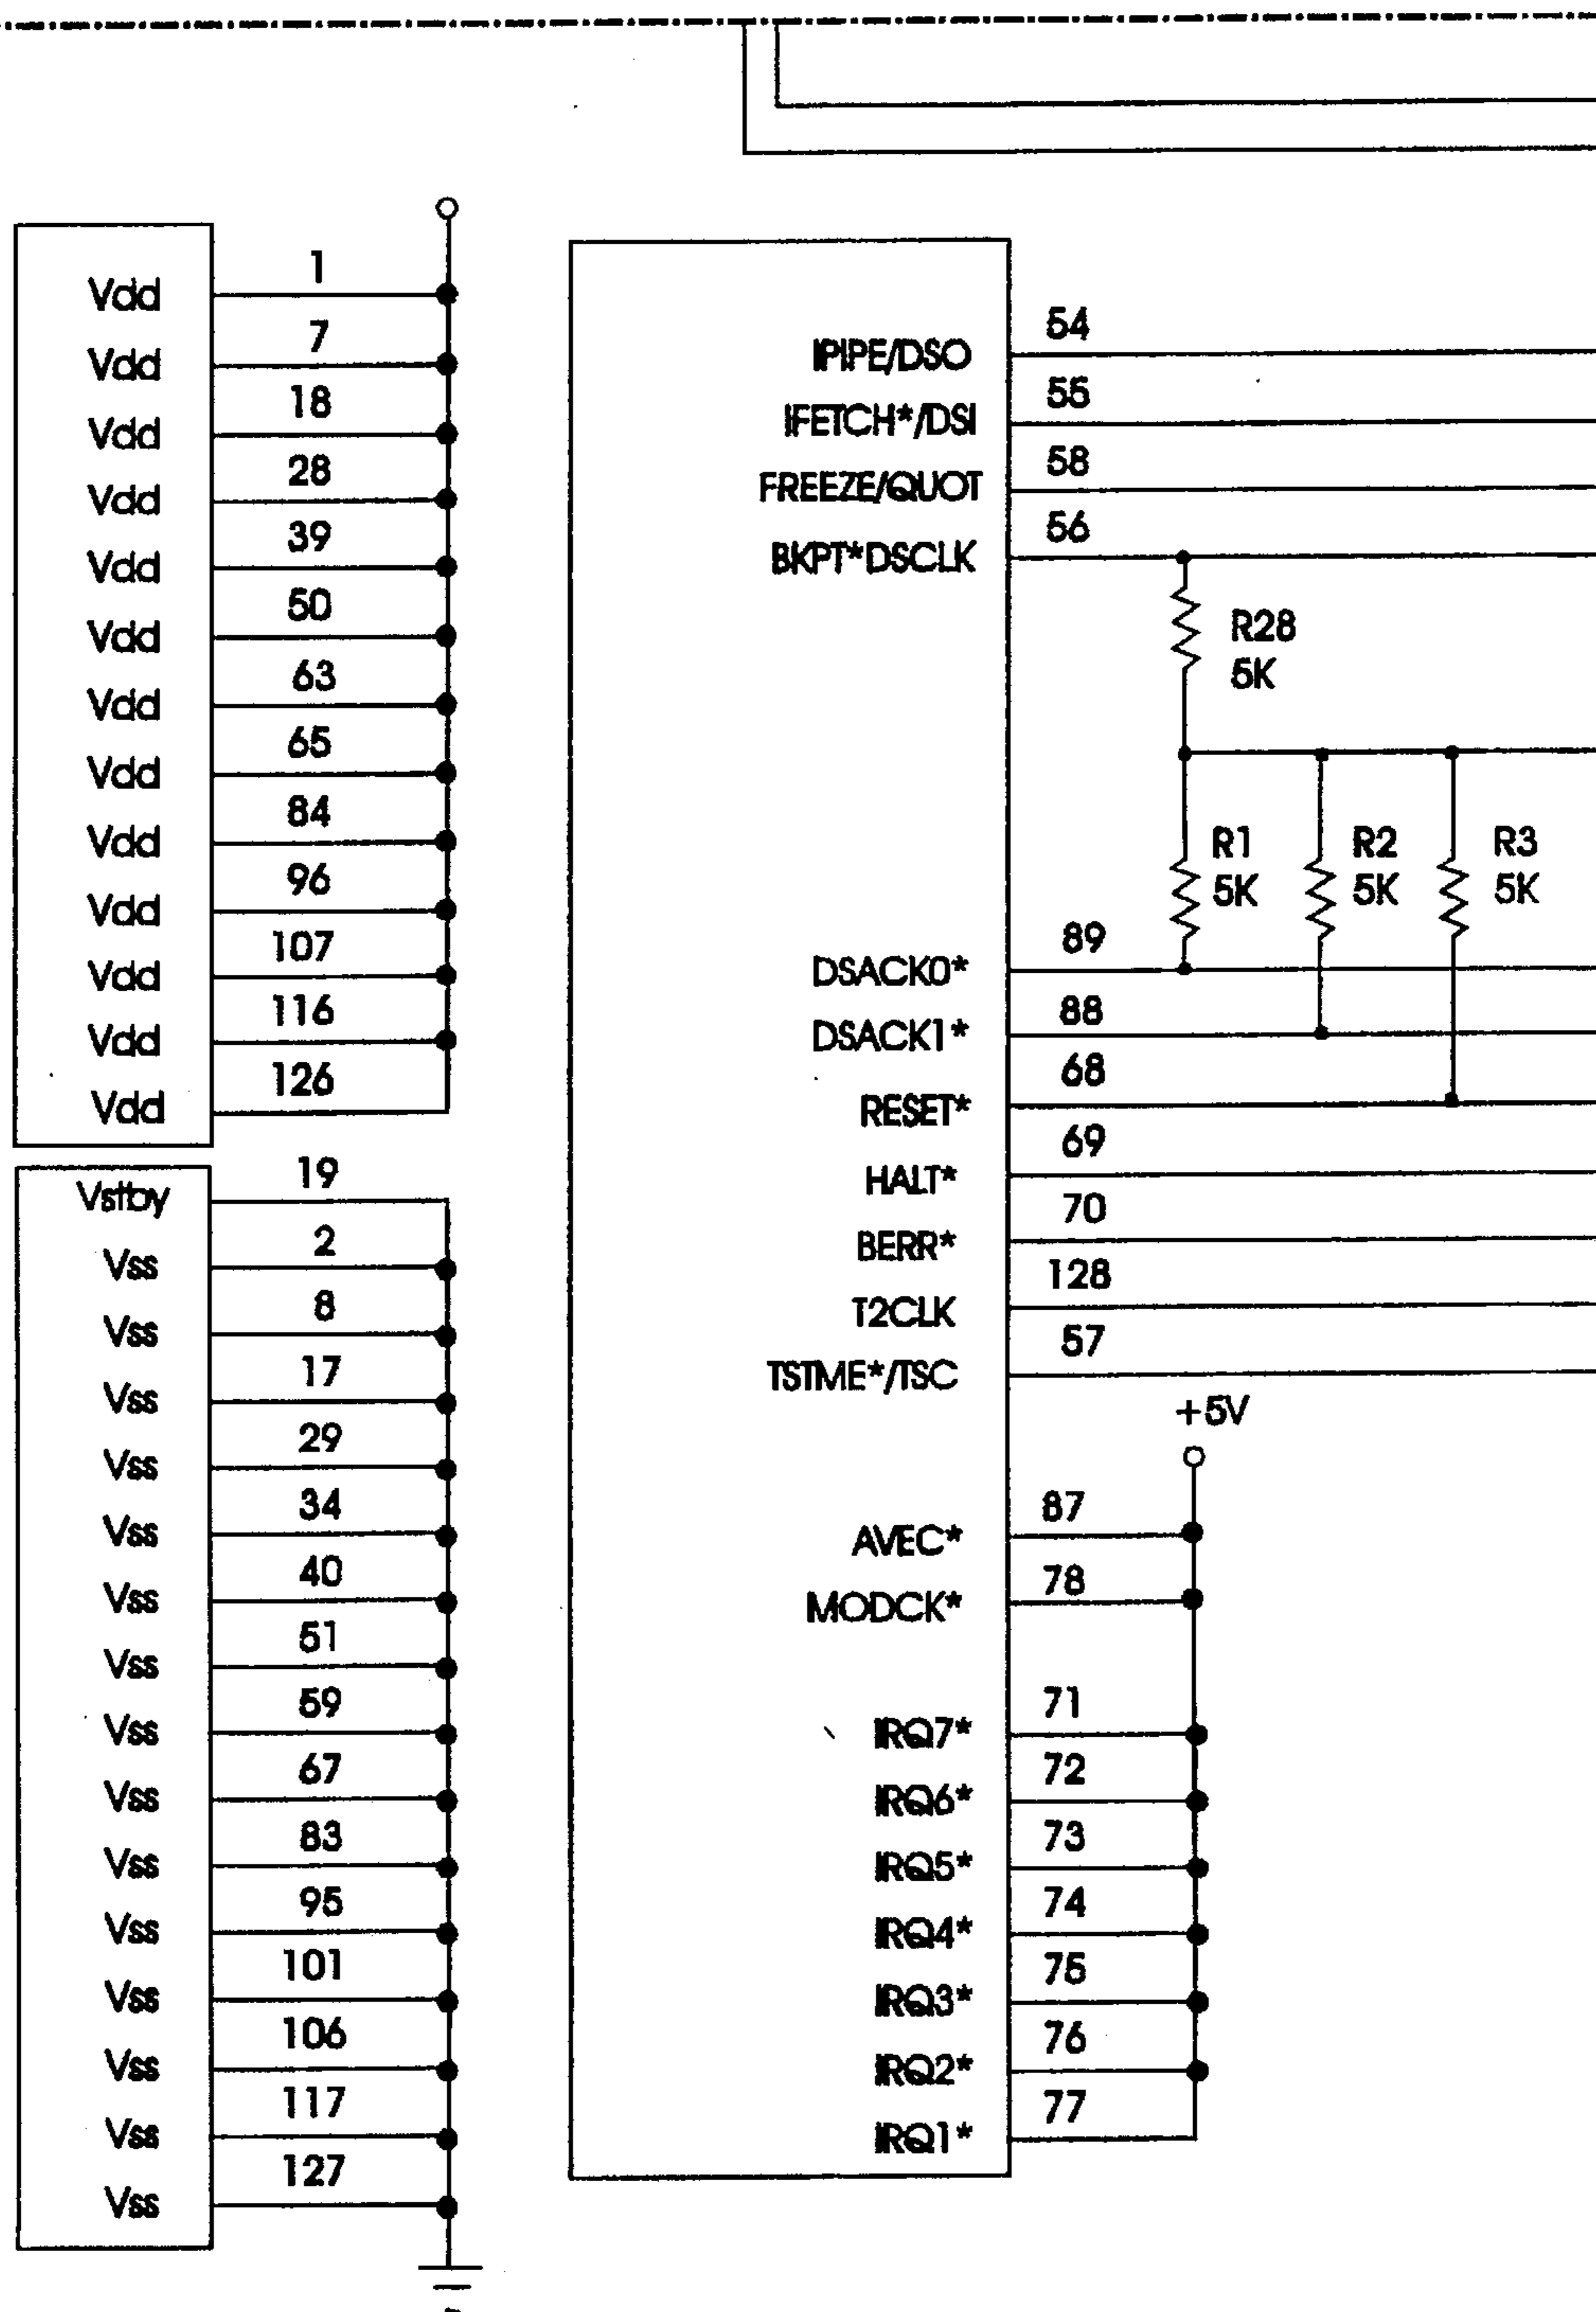 Vdd 1
Vdd 7
Vdd 18
Vdd 28
Vdd 39
Vdd 50
Vdd 63
Vdd 65
Vdd 84
Vdd 96
Vdd 107
Vdd 116
Vdd 126
Vstby 19
Vss 2
Vss 8
Vss 17
Vss 29
Vss 34
Vss 40
Vss 51
Vss 59
Vss 67
Vss 83
Vss 95
Vss 101
Vss 106
Vss 117
Vss 127
IPIPE/DSO 54
IFETCH*/DSI 55
FREEZE/QUOT 58
BKPT*DSCLK 56
R28
5K
R1
5K
R2
5K
R3
5K
DSACK0* 89
DSACK1* 88
RESET* 68
HALT* 69
BERR* 70
T2CLK 128
TSTME*/TSC 57
+5V
AVEC* 87
MODCK* 78
IRQ7* 71
IRQ6* 72
IRQ5* 73
IRQ4* 74
IRQ3* 75
IRQ2* 76
IRQ1* 77